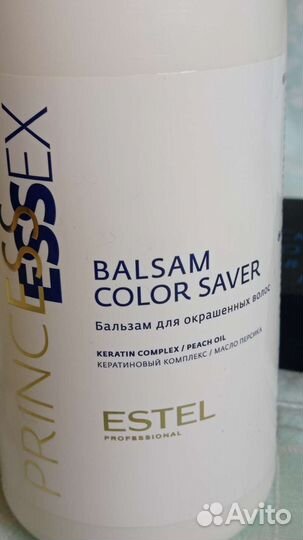 PRINCESS ESSEX
BALSAM
COLOR SAVER
Бальзам для окрашенных волос
KERATIN COMPLEX / PEACH OIL
КЕРАТИНОВЫЙ КОМПЛЕКС / МАСЛО ПЕРСИКА
ESTEL
PROFESSIONAL
Avito